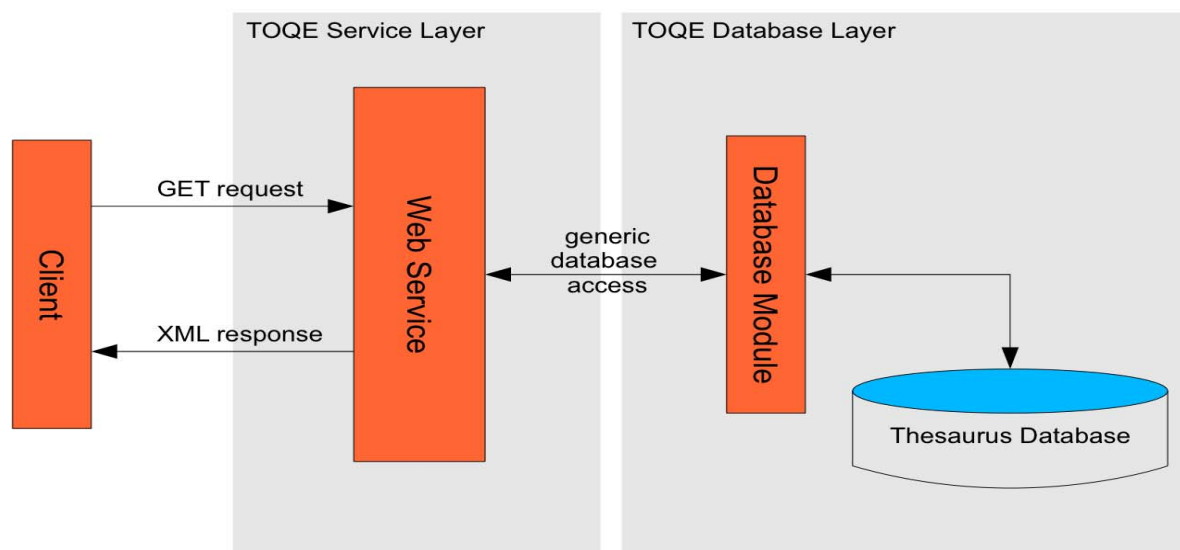 TOQE Service Layer
TOQE Database Layer
Client
GET request
XML response
Web Service
generic
database
access
Database Module
Thesaurus Database